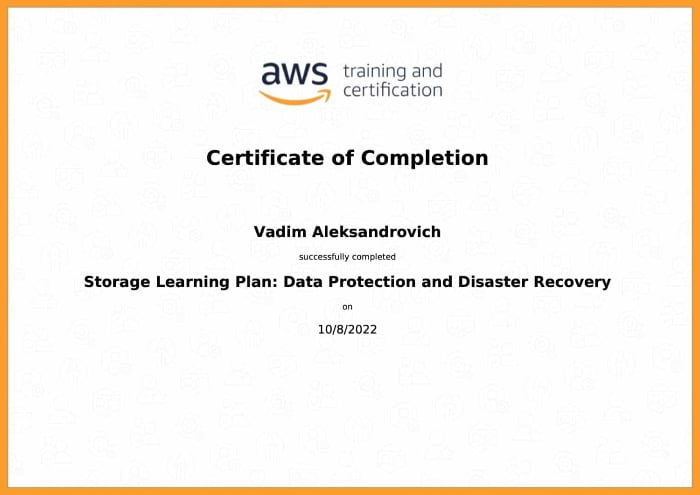 aws training and
certification
Certificate of Completion
Vadim Aleksandrovich
successfully completed
Storage Learning Plan: Data Protection and Disaster Recovery
on
10/8/2022